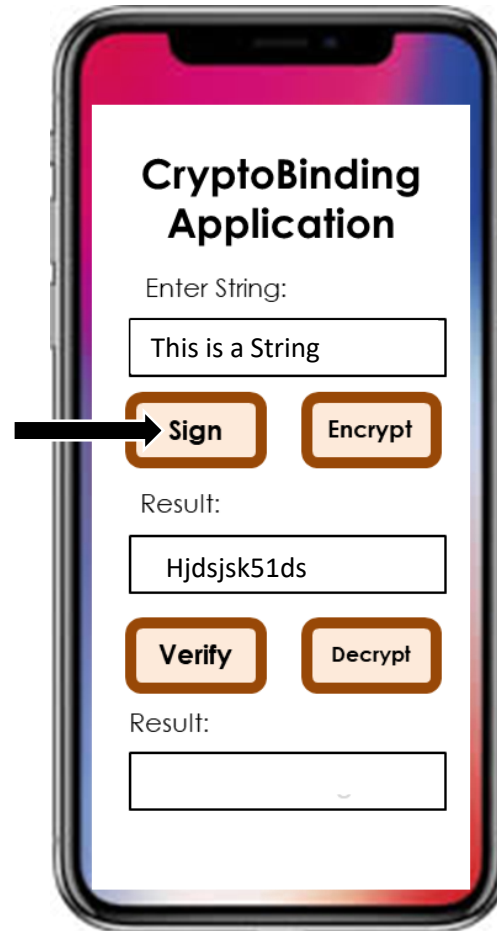 CryptoBinding
Application
Enter String:
This is a String
Sign Encrypt
Result:
Hjdsjsk51ds
Verify Decrypt
Result: